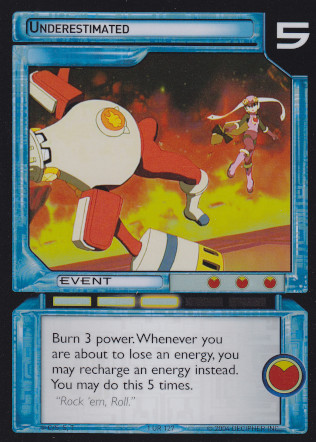 UNDERESTIMATED
5
EVENT
Burn 3 power. Whenever you
are about to lose an energy, you
may recharge an energy instead.
You may do this 5 times.
"Rock 'em, Roll."